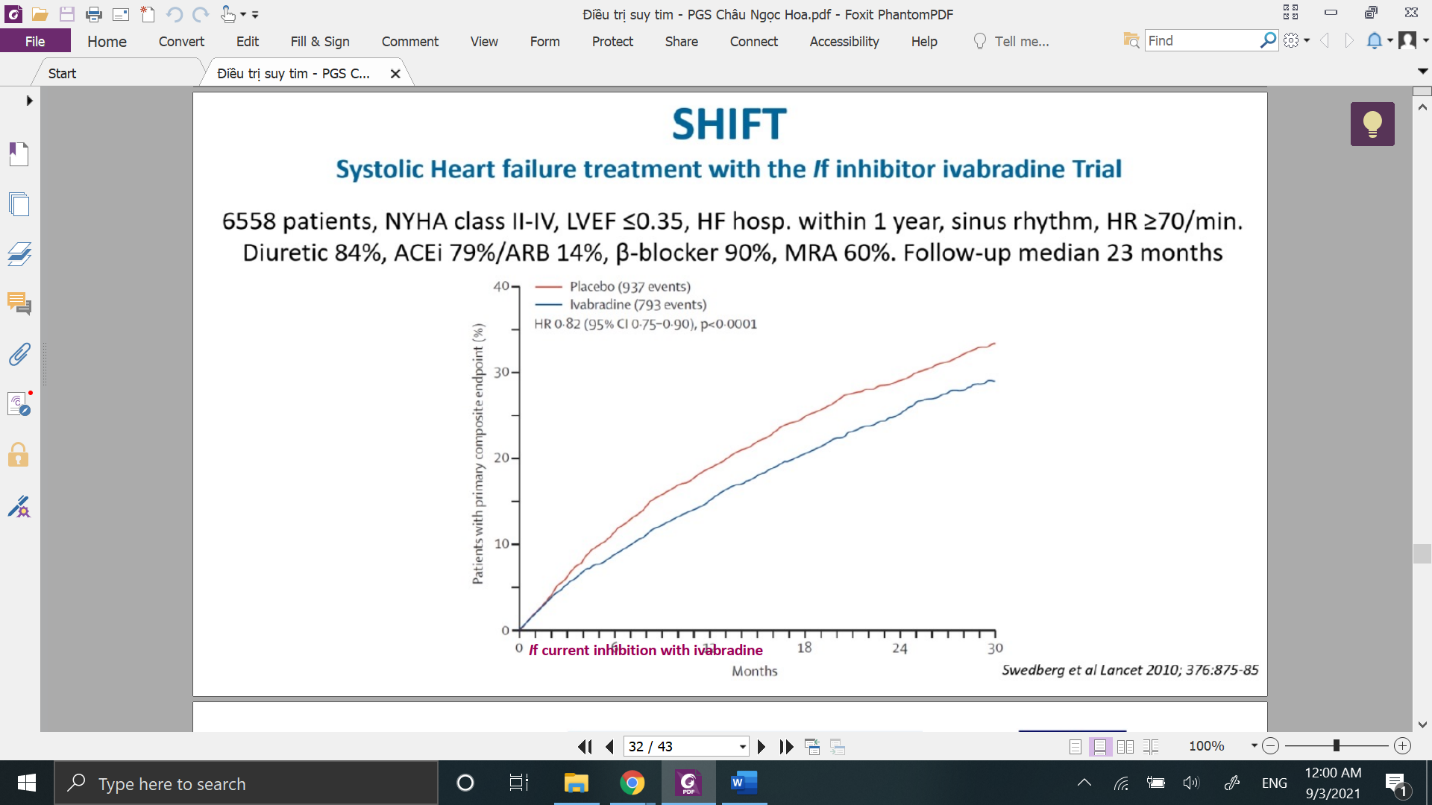 Điều trị suy tim - PGS Châu Ngọc Hoa.pdf - Foxit PhantomPDF
File Home Convert Edit Fill & Sign Comment View Form Protect Share Connect Accessibility Help Tell me... Find
Start Điều trị suy tim - PGS C...
SHIFT
Systolic Heart failure treatment with the If inhibitor ivabradine Trial
6558 patients, NYHA class II-IV, LVEF ≤0.35, HF hosp. within 1 year, sinus rhythm, HR ≥70/min.
Diuretic 84%, ACEi 79%/ARB 14%, β-blocker 90%, MRA 60%. Follow-up median 23 months
Placebo (937 events)
Ivabradine (793 events)
HR 0·82 (95% CI 0·75–0·90), p<0·0001
Patients with primary composite endpoint (%)
40
30
20
10
0
0 6 12 18 24 30
If current inhibition with ivabradine
Months
Swedberg et al Lancet 2010; 376:875-85
32 / 43 100%
Type here to search
PDF
W
ENG
12:00 AM
9/3/2021
1